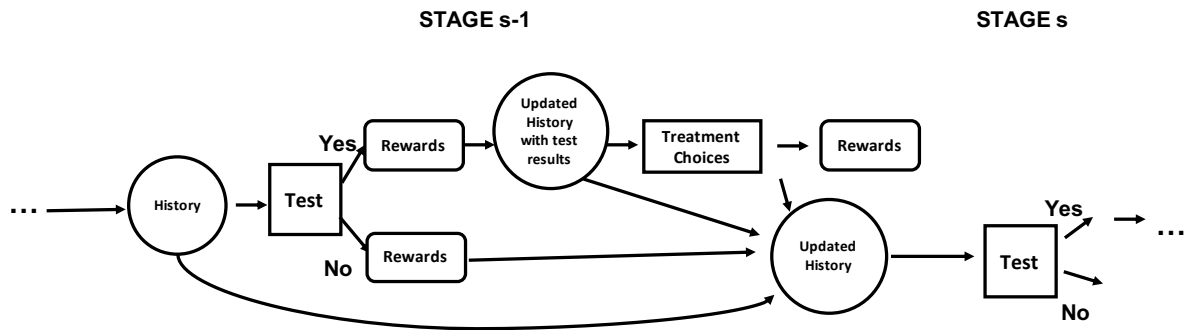 STAGE s-1
STAGE s
...
History
Test
Yes
No
Rewards
Rewards
Updated
History
with test
results
Treatment
Choices
Rewards
Updated
History
Test
Yes
No
...